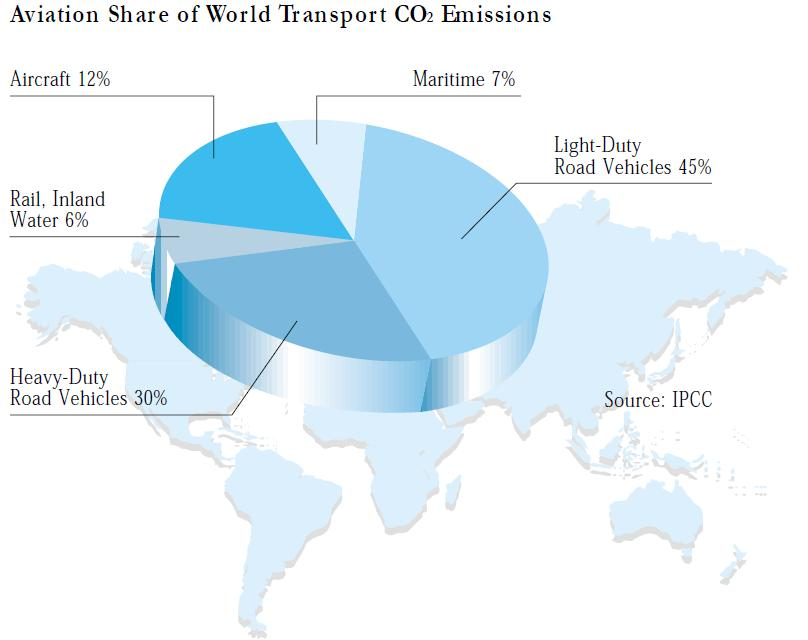 Aviation Share of World Transport CO₂ Emissions
Aircraft 12%
Maritime 7%
Light-Duty
Road Vehicles 45%
Rail, Inland
Water 6%
Heavy-Duty
Road Vehicles 30%
Source: IPCC